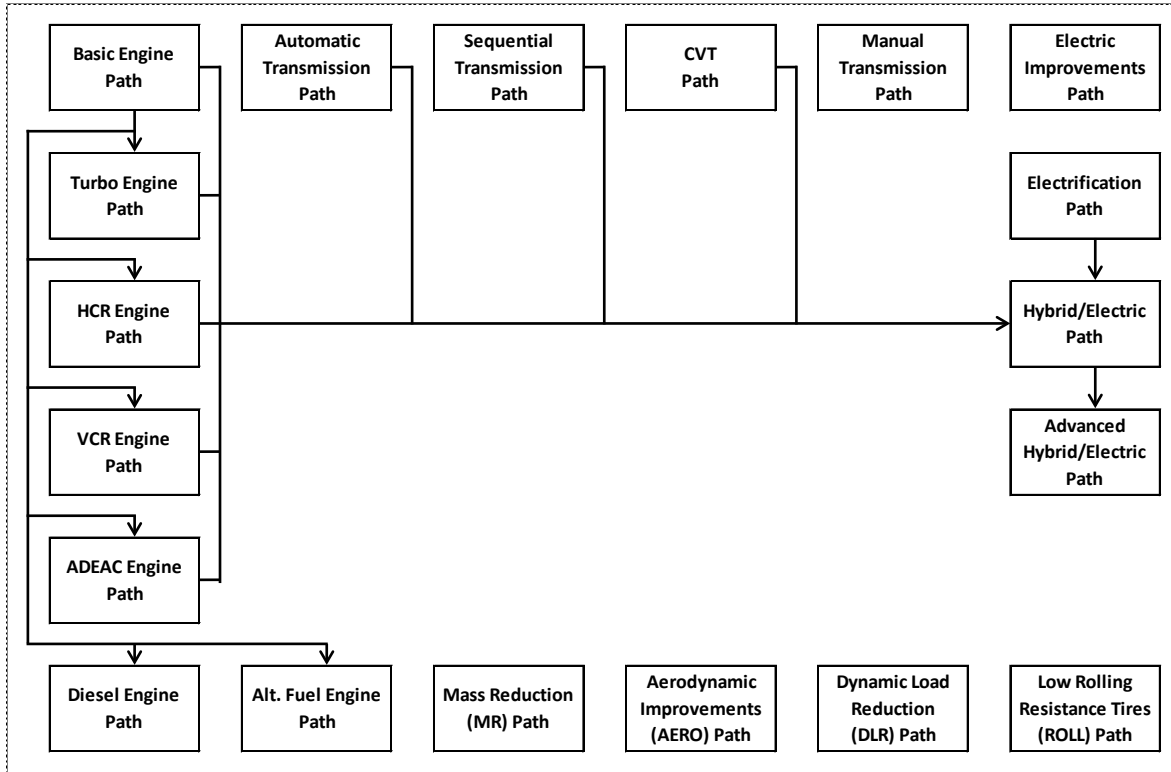 Basic Engine
Path
Automatic
Transmission
Path
Sequential
Transmission
Path
CVT
Path
Manual
Transmission
Path
Electric
Improvements
Path
Turbo Engine
Path
Electrification
Path
HCR Engine
Path
Hybrid/Electric
Path
VCR Engine
Path
Advanced
Hybrid/Electric
Path
ADEAC Engine
Path
Diesel Engine
Path
Alt. Fuel Engine
Path
Mass Reduction
(MR) Path
Aerodynamic
Improvements
(AERO) Path
Dynamic Load
Reduction
(DLR) Path
Low Rolling
Resistance Tires
(ROLL) Path